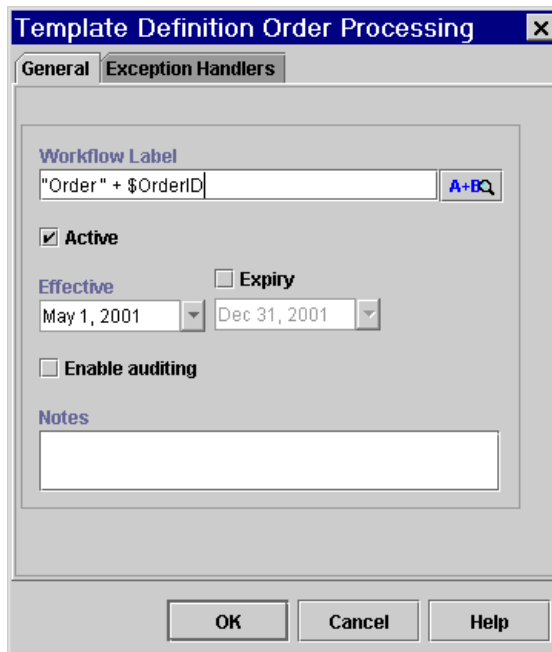 Template Definition Order Processing
General Exception Handlers
Workflow Label
"Order" + $OrderID
A+B
Active
Effective
Expiry
May 1, 2001
Dec 31, 2001
Enable auditing
Notes
OK Cancel Help